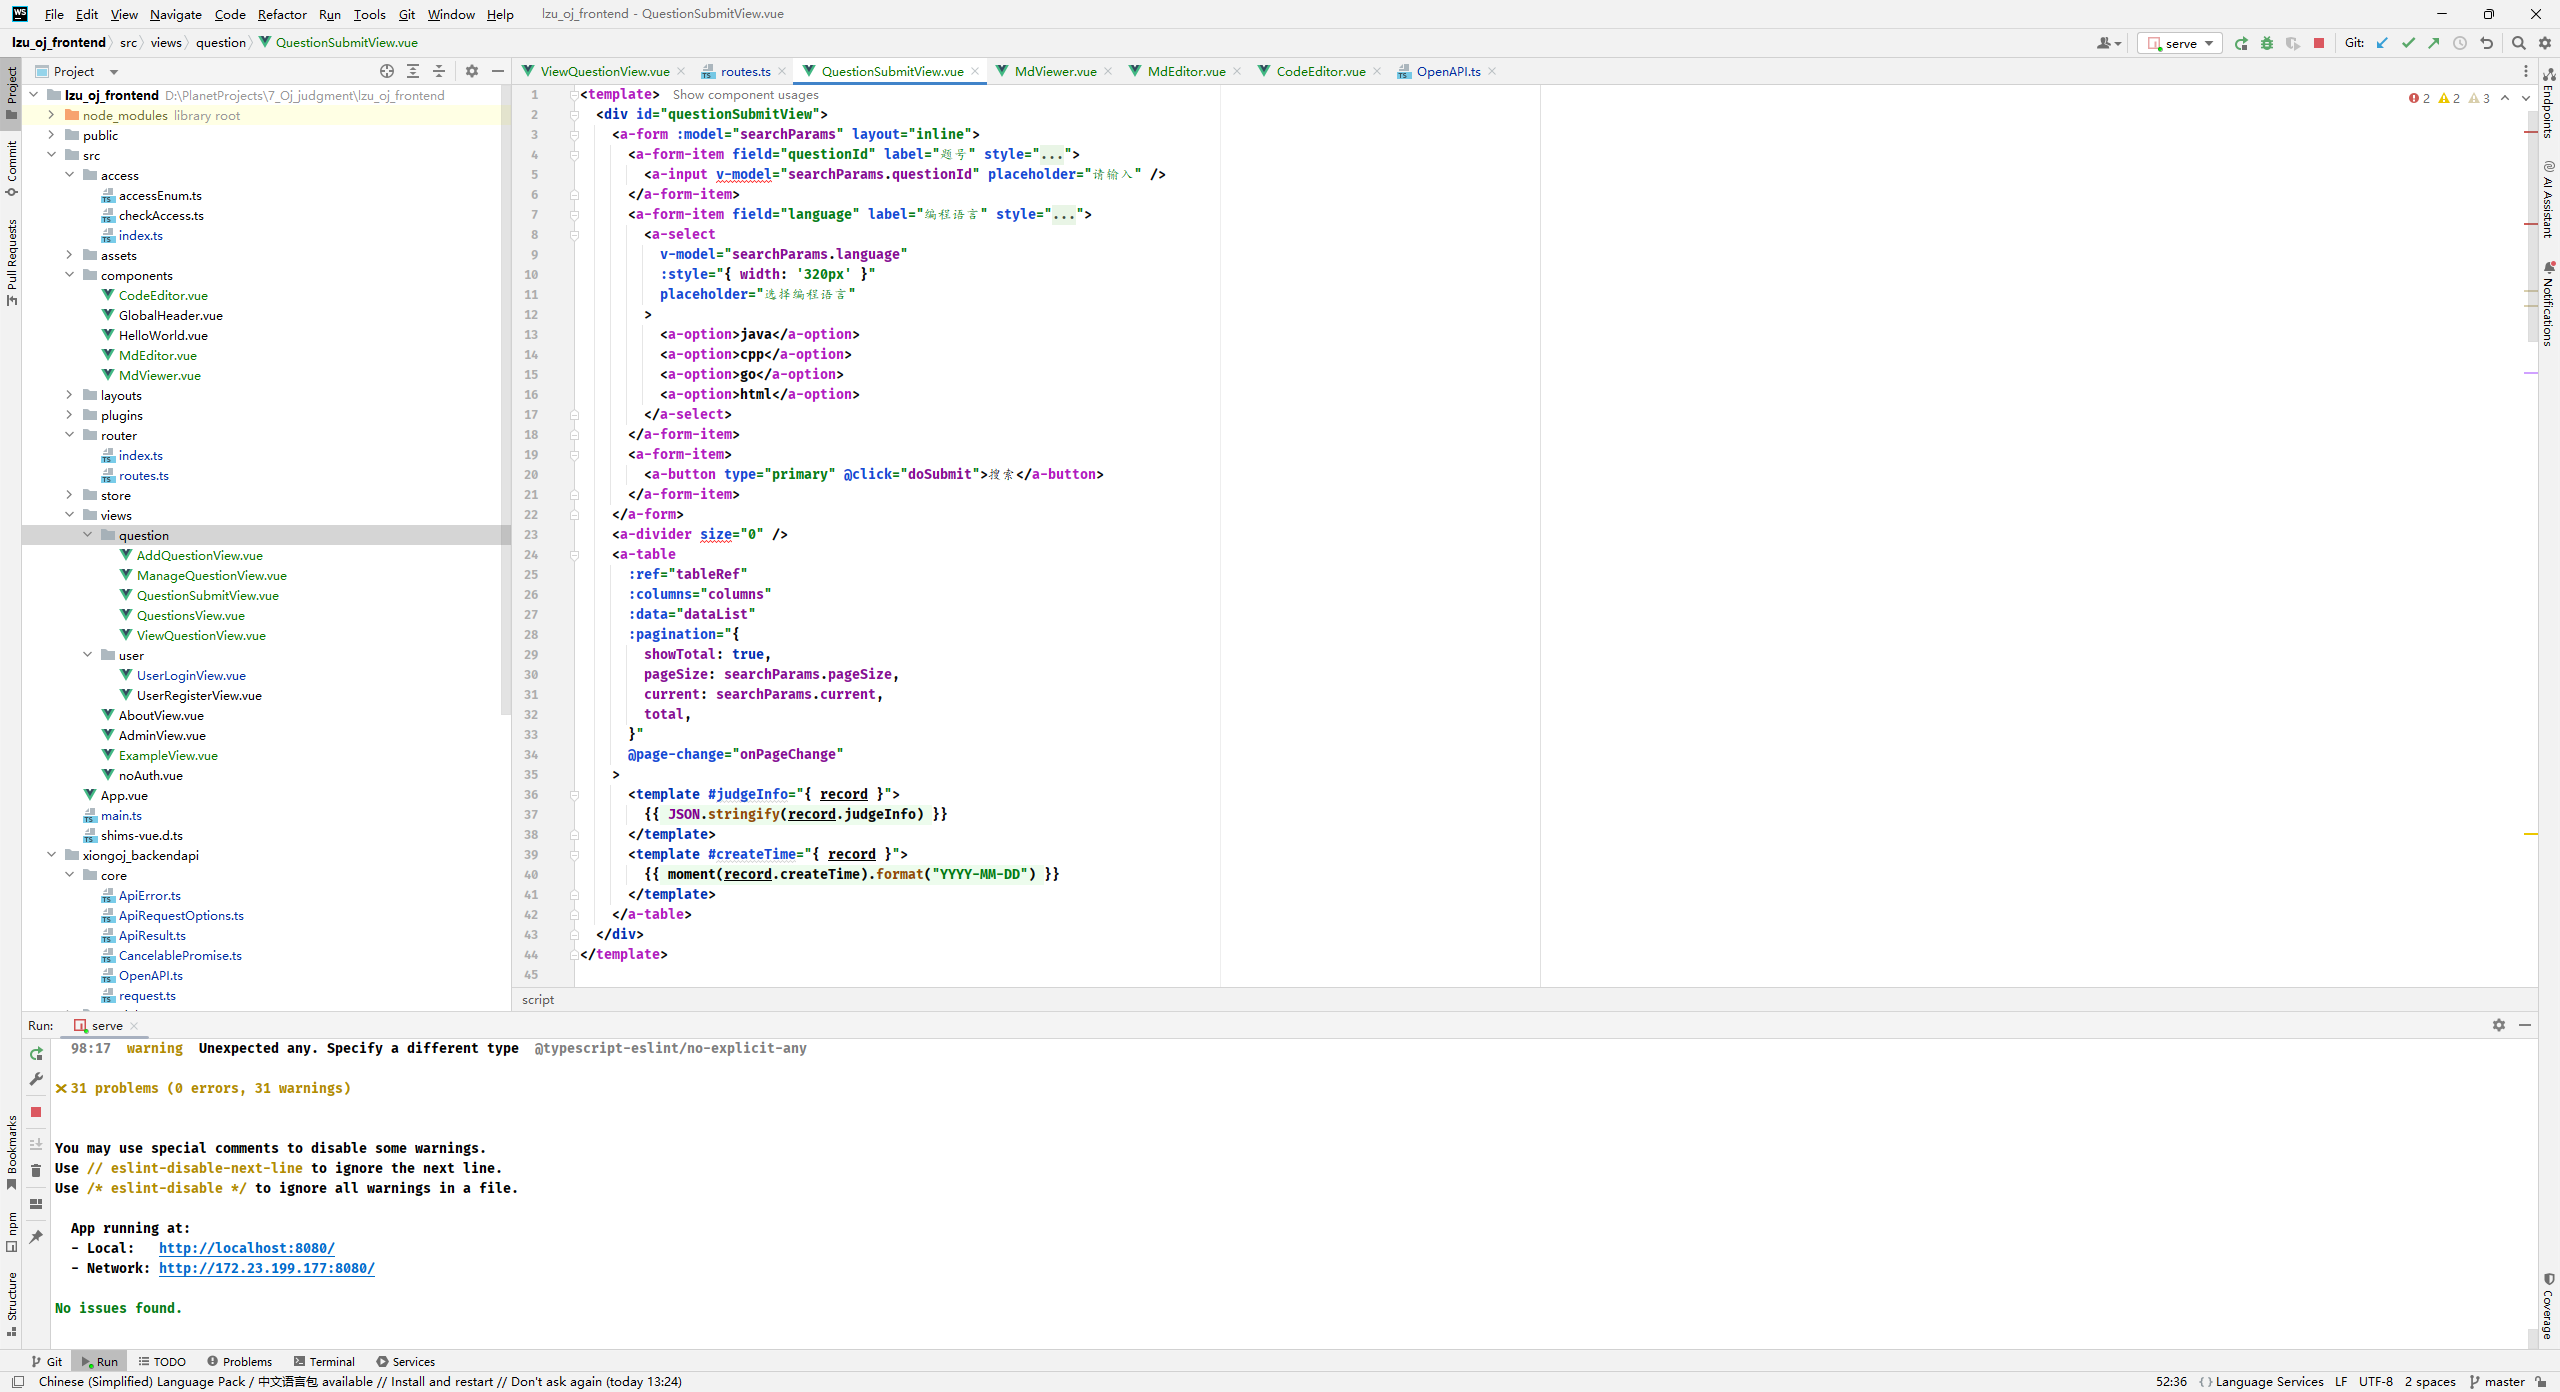 File Edit View Navigate Code Refactor Run Tools Git Window Help lzu_oj_frontend - QuestionSubmitView.vue
lzu_oj_frontend src views question QuestionSubmitView.vue
serve Git:
Project
ViewQuestionView.vue routes.ts QuestionSubmitView.vue MdViewer.vue MdEditor.vue CodeEditor.vue OpenAPI.ts
Project
Commit
Pull Requests
lzu_oj_frontend D:\PlanetProjects\7_Oj_judgment\lzu_oj_frontend
node_modules library root
public
src
access
accessEnum.ts
checkAccess.ts
index.ts
assets
components
CodeEditor.vue
GlobalHeader.vue
HelloWorld.vue
MdEditor.vue
MdViewer.vue
layouts
plugins
router
index.ts
routes.ts
store
views
question
AddQuestionView.vue
ManageQuestionView.vue
QuestionSubmitView.vue
QuestionsView.vue
ViewQuestionView.vue
user
UserLoginView.vue
UserRegisterView.vue
AboutView.vue
AdminView.vue
ExampleView.vue
noAuth.vue
App.vue
main.ts
shims-vue.d.ts
xiongoj_backendapi
core
ApiError.ts
ApiRequestOptions.ts
ApiResult.ts
CancelablePromise.ts
OpenAPI.ts
request.ts
1 <template> Show component usages
2 <div id="questionSubmitView">
3 <a-form :model="searchParams" layout="inline">
4 <a-form-item field="questionId" label="题号" style="...">
5 <a-input v-model="searchParams.questionId" placeholder="请输入" />
6 </a-form-item>
7 <a-form-item field="language" label="编程语言" style="...">
8 <a-select
9 v-model="searchParams.language"
10 :style="{ width: '320px' }"
11 placeholder="选择编程语言"
12 >
13 <a-option>java</a-option>
14 <a-option>cpp</a-option>
15 <a-option>go</a-option>
16 <a-option>html</a-option>
17 </a-select>
18 </a-form-item>
19 <a-form-item>
20 <a-button type="primary" @click="doSubmit">搜索</a-button>
21 </a-form-item>
22 </a-form>
23 <a-divider size="0" />
24 <a-table
25 :ref="tableRef"
26 :columns="columns"
27 :data="dataList"
28 :pagination="{
29 showTotal: true,
30 pageSize: searchParams.pageSize,
31 current: searchParams.current,
32 total,
33 }"
34 @page-change="onPageChange"
35 >
36 <template #judgeInfo="{ record }">
37 {{ JSON.stringify(record.judgeInfo) }}
38 </template>
39 <template #createTime="{ record }">
40 {{ moment(record.createTime).format("YYYY-MM-DD") }}
41 </template>
42 </a-table>
43 </div>
44 </template>
45
2 2 3
script
Endpoints
AI Assistant
Notifications
Run: serve
98:17 warning Unexpected any. Specify a different type @typescript-eslint/no-explicit-any
31 problems (0 errors, 31 warnings)
You may use special comments to disable some warnings.
Use // eslint-disable-next-line to ignore the next line.
Use /* eslint-disable */ to ignore all warnings in a file.
App running at:
- Local: http://localhost:8080/
- Network: http://172.23.199.177:8080/
No issues found.
Bookmarks
npm
Structure
Coverage
Git Run TODO Problems Terminal Services
Chinese (Simplified) Language Pack / 中文语言包 available // Install and restart // Don't ask again (today 13:24)
52:36 Language Services LF UTF-8 2 spaces master